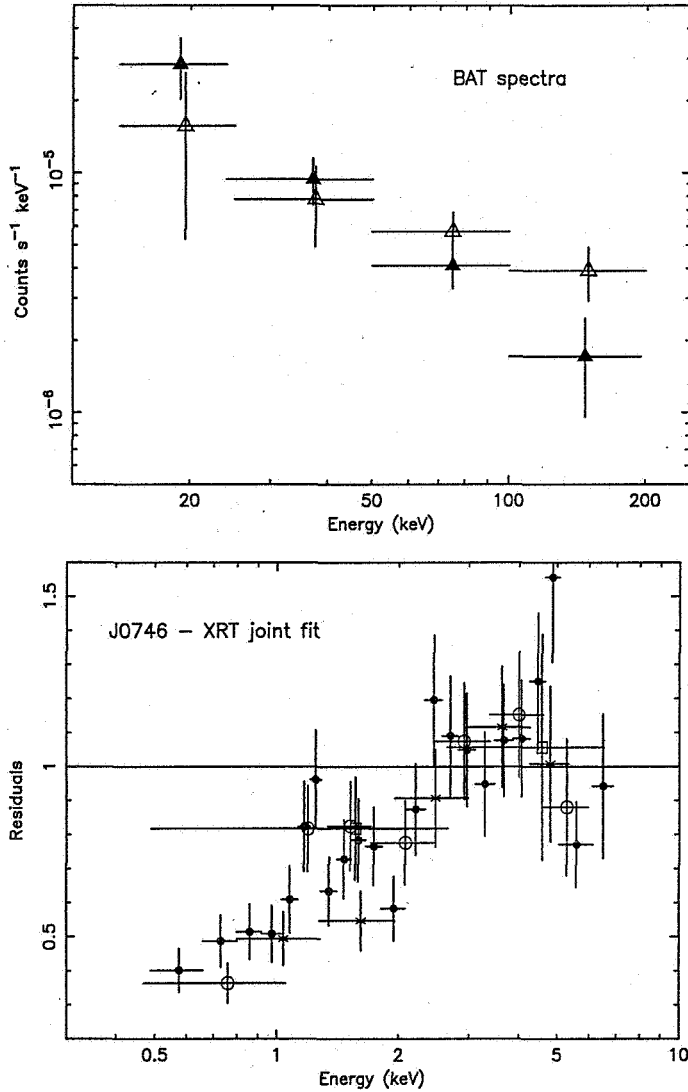 BAT spectra
Counts s⁻¹ keV⁻¹
10⁻⁵
10⁻⁶
20
50
100
200
Energy (keV)
J0746 – XRT joint fit
Residuals
1.5
1
0.5
0.5
1
2
5
10
Energy (keV)